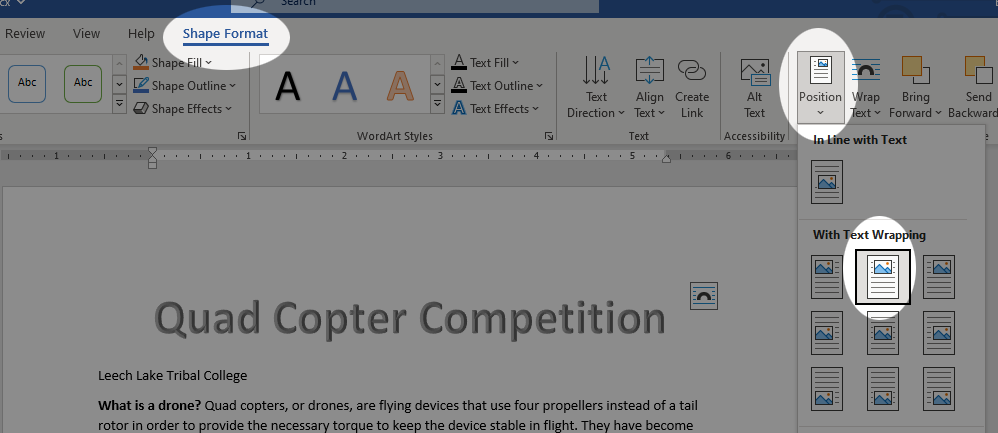 Search
Review View Help Shape Format
Abc Abc
Shape Fill
Shape Outline
Shape Effects
A A A
A Text Fill
A Text Outline
A Text Effects
Text Direction
Align Text
Create Link
Alt Text
Position
Wrap Text
Bring Forward
Send Backward
WordArt Styles Text Accessibility
1 1 2 3 4 5 6
In Line with Text
With Text Wrapping
Quad Copter Competition
Leech Lake Tribal College
What is a drone? Quad copters, or drones, are flying devices that use four propellers instead of a tail
rotor in order to provide the necessary torque to keep the device stable in flight. They have become